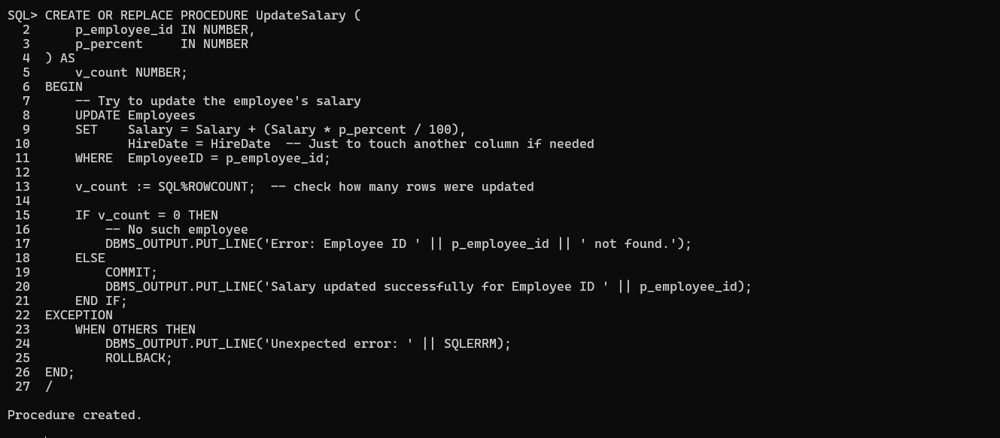 SQL> CREATE OR REPLACE PROCEDURE UpdateSalary (
  2      p_employee_id IN NUMBER,
  3      p_percent     IN NUMBER
  4  ) AS
  5      v_count NUMBER;
  6  BEGIN
  7      -- Try to update the employee's salary
  8      UPDATE Employees
  9      SET    Salary = Salary + (Salary * p_percent / 100),
 10             HireDate = HireDate  -- Just to touch another column if needed
 11      WHERE  EmployeeID = p_employee_id;
 12
 13      v_count := SQL%ROWCOUNT;  -- check how many rows were updated
 14
 15      IF v_count = 0 THEN
 16          -- No such employee
 17          DBMS_OUTPUT.PUT_LINE('Error: Employee ID ' || p_employee_id || ' not found.');
 18      ELSE
 19          COMMIT;
 20          DBMS_OUTPUT.PUT_LINE('Salary updated successfully for Employee ID ' || p_employee_id);
 21      END IF;
 22  EXCEPTION
 23      WHEN OTHERS THEN
 24          DBMS_OUTPUT.PUT_LINE('Unexpected error: ' || SQLERRM);
 25          ROLLBACK;
 26  END;
 27  /
Procedure created.